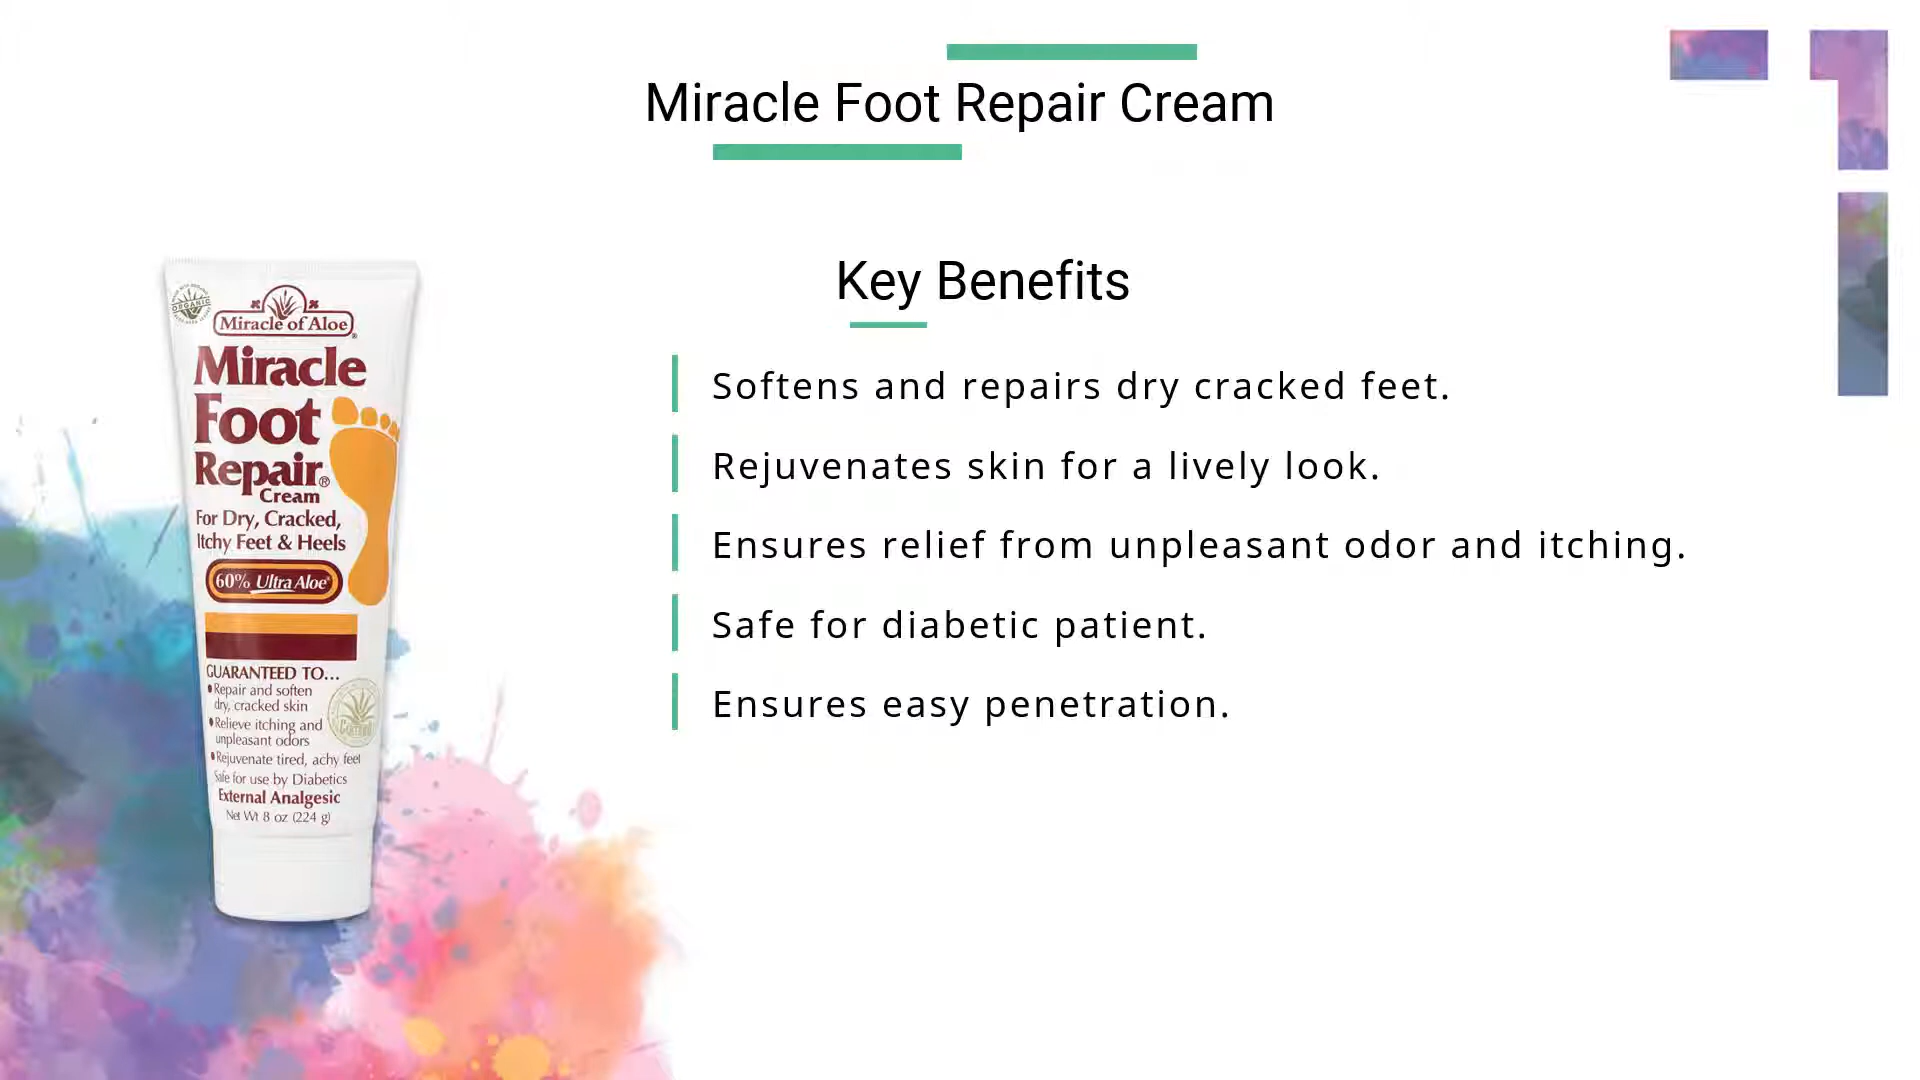 Miracle Foot Repair Cream
Key Benefits
Softens and repairs dry cracked feet.
Rejuvenates skin for a lively look.
Ensures relief from unpleasant odor and itching.
Safe for diabetic patient.
Ensures easy penetration.
ORGANIC
Miracle of Aloe®
Miracle
Foot
Repair®
Cream
For Dry, Cracked,
Itchy Feet & Heels
60% Ultra Aloe®
GUARANTEED TO...
•Repair and soften
dry, cracked skin
•Relieve itching and
unpleasant odors
•Rejuvenate tired, achy feet
Safe for use by Diabetics
External Analgesic
Net Wt 8 oz (224 g)